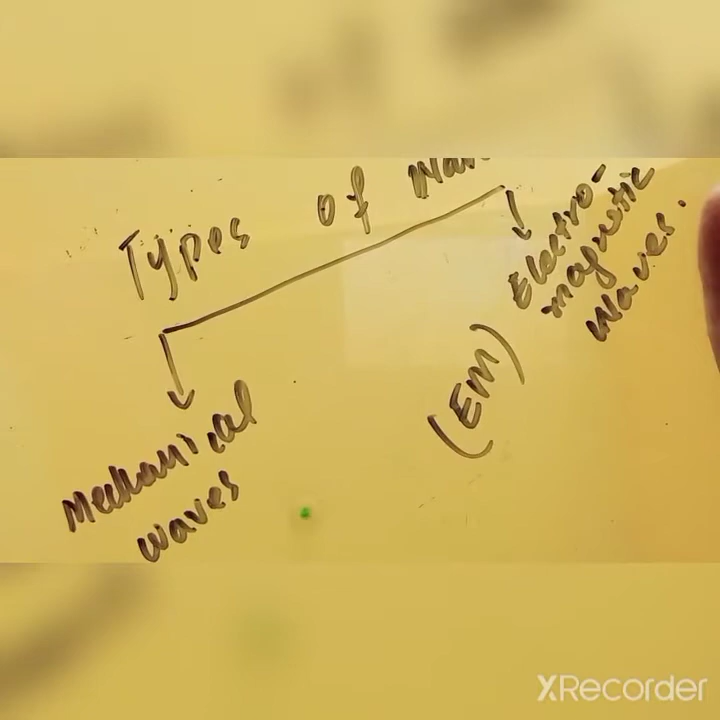 Types of
Mechanical
waves
(EM)
Electro-
magnetic
waves.
XRecorder